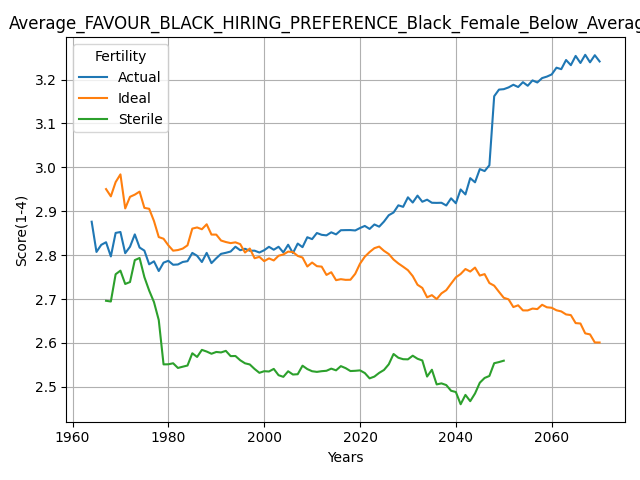 Average_FAVOUR_BLACK_HIRING_PREFERENCE_Black_Female_Below_Averag
Fertility
Actual
Ideal
Sterile
Score(1-4)
3.2
3.1
3.0
2.9
2.8
2.7
2.6
2.5
1960 1980 2000 2020 2040 2060
Years